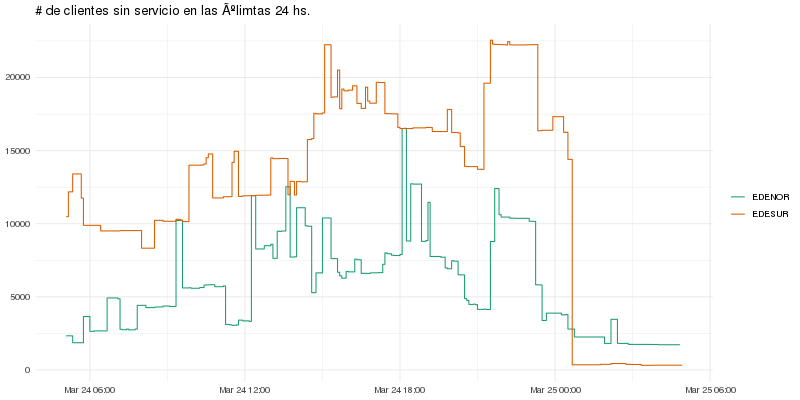 # de clientes sin servicio en las Ãºlimtas 24 hs.
20000
15000
10000
5000
0
Mar 24 06:00
Mar 24 12:00
Mar 24 18:00
Mar 25 00:00
Mar 25 06:00
EDENOR
EDESUR